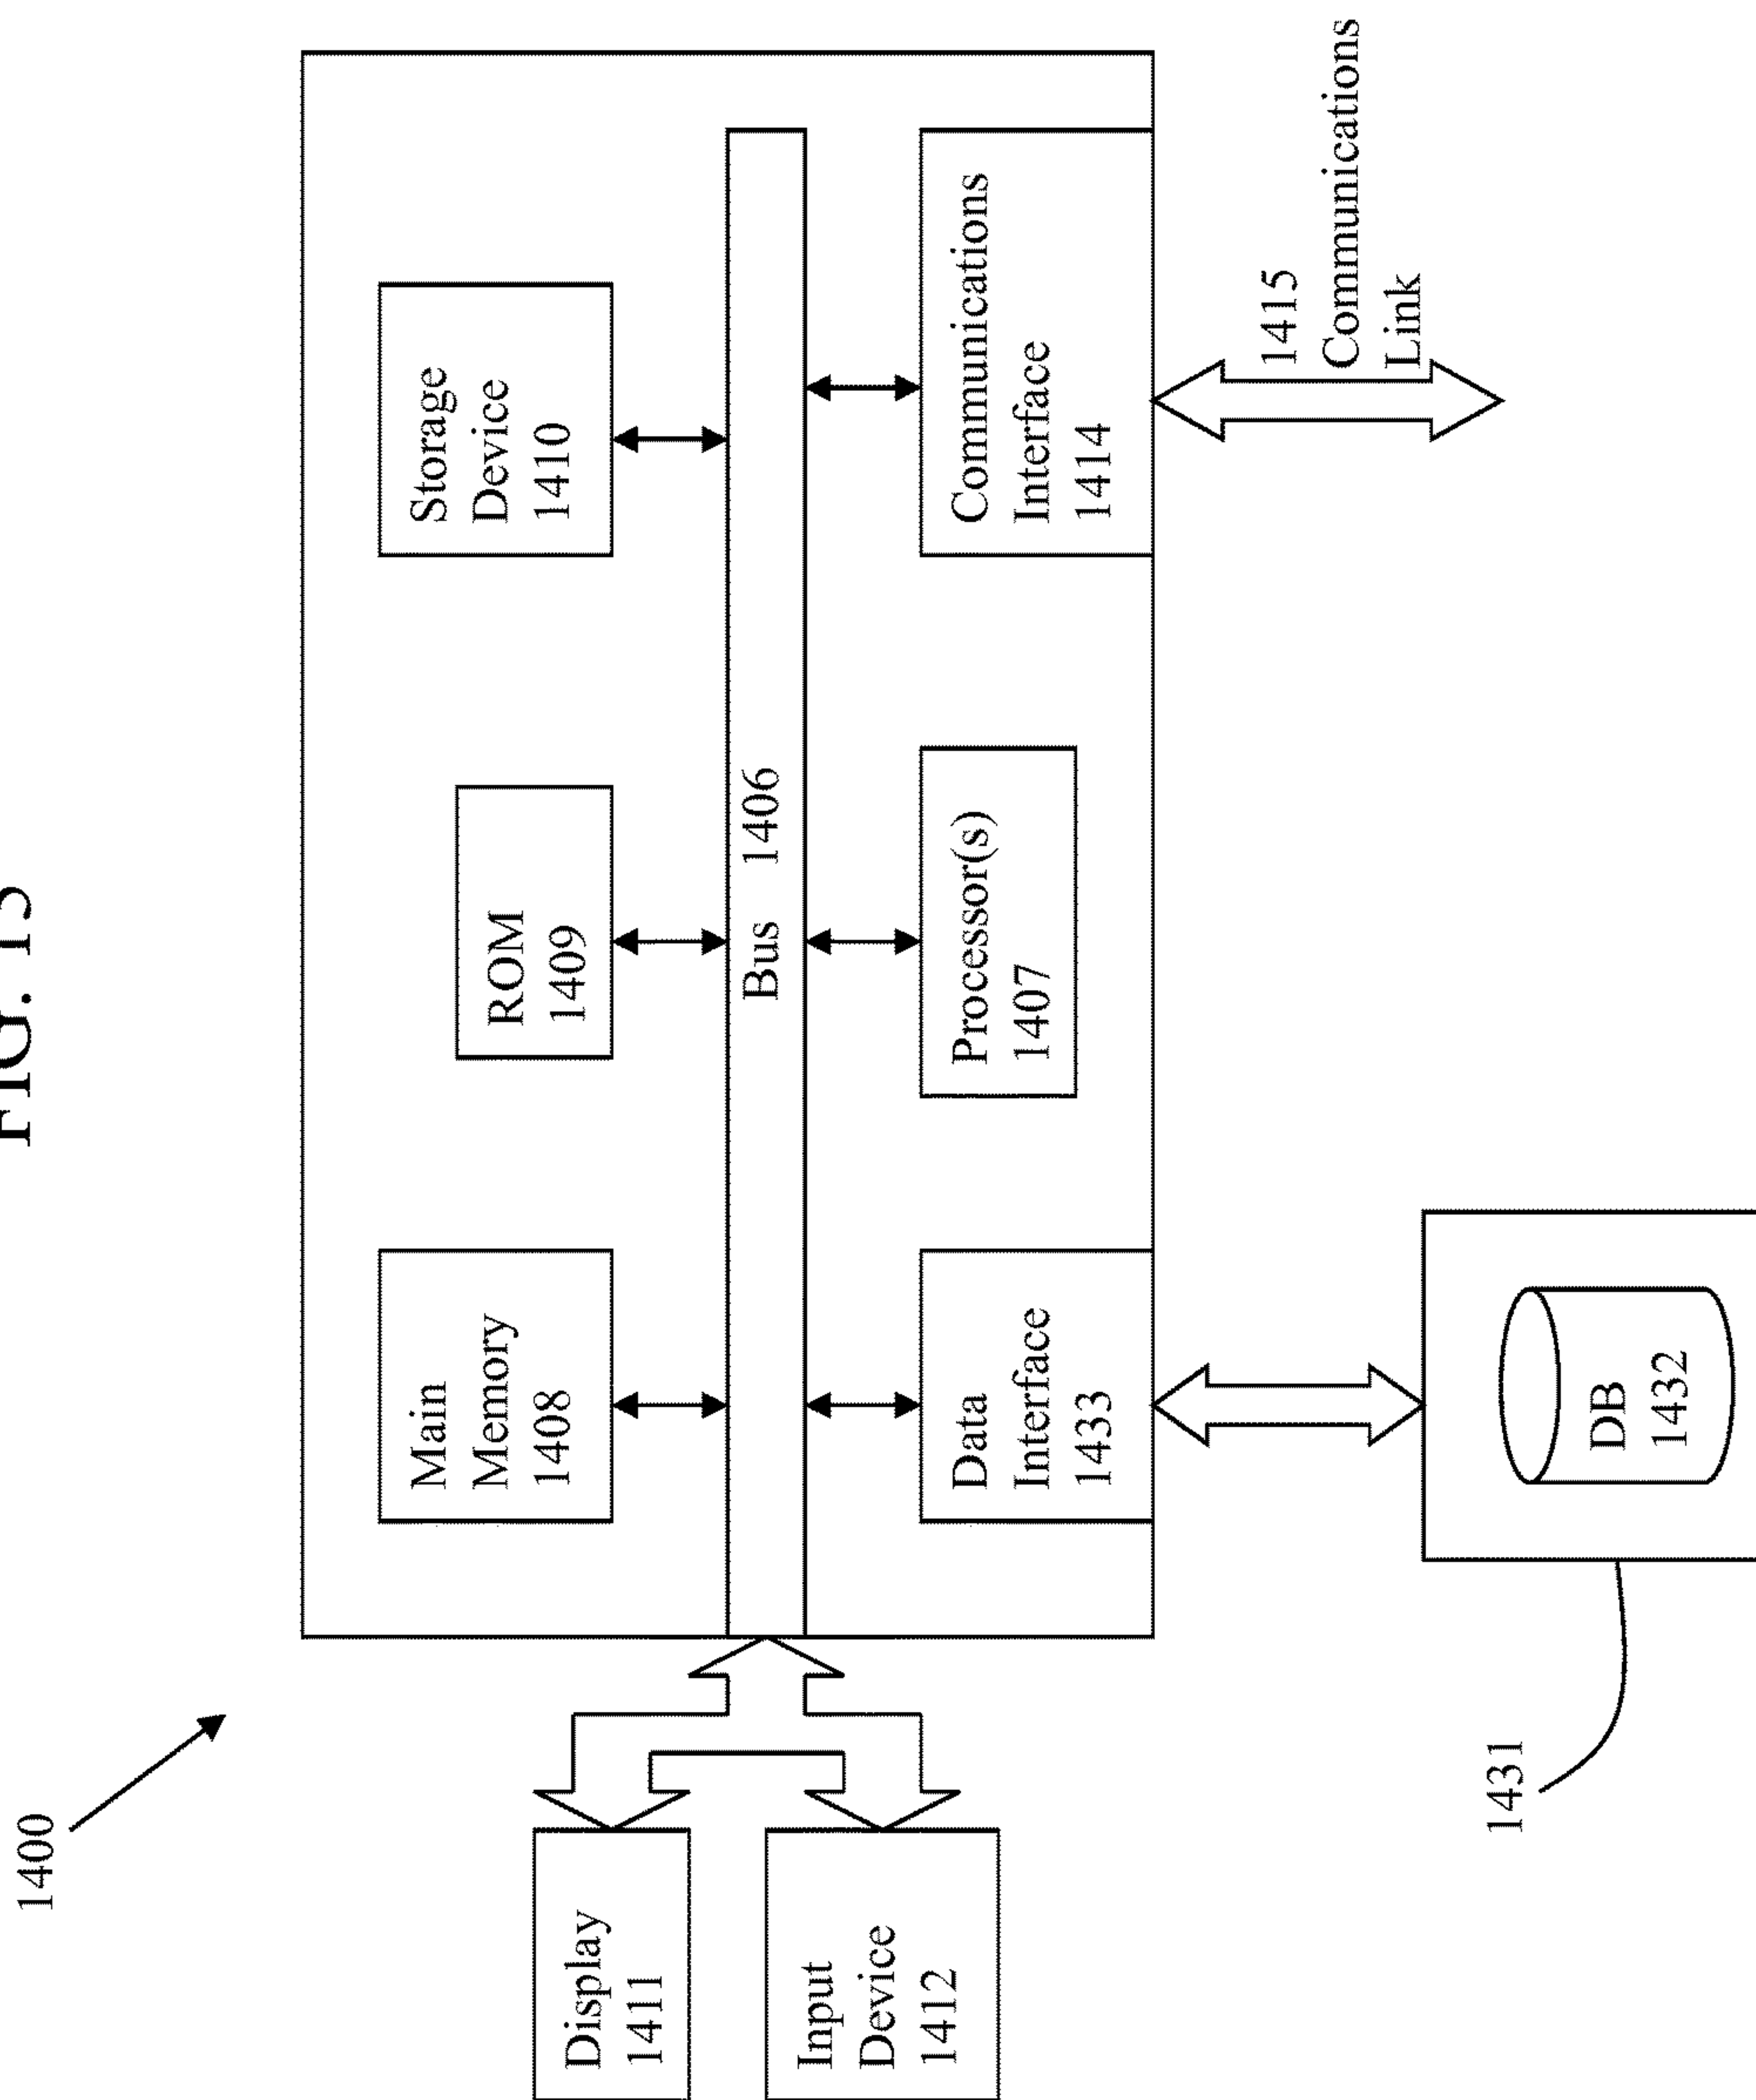 FIG.
1400
Main
Memory
1408
ROM
1409
Storage
Device
1410
Display
1411
Bus 1406
Input
Device
1412
Data
Interface
1433
Processor(s)
1407
Communications
Interface
1414
1415
Communications
Link
1431
DB
1432